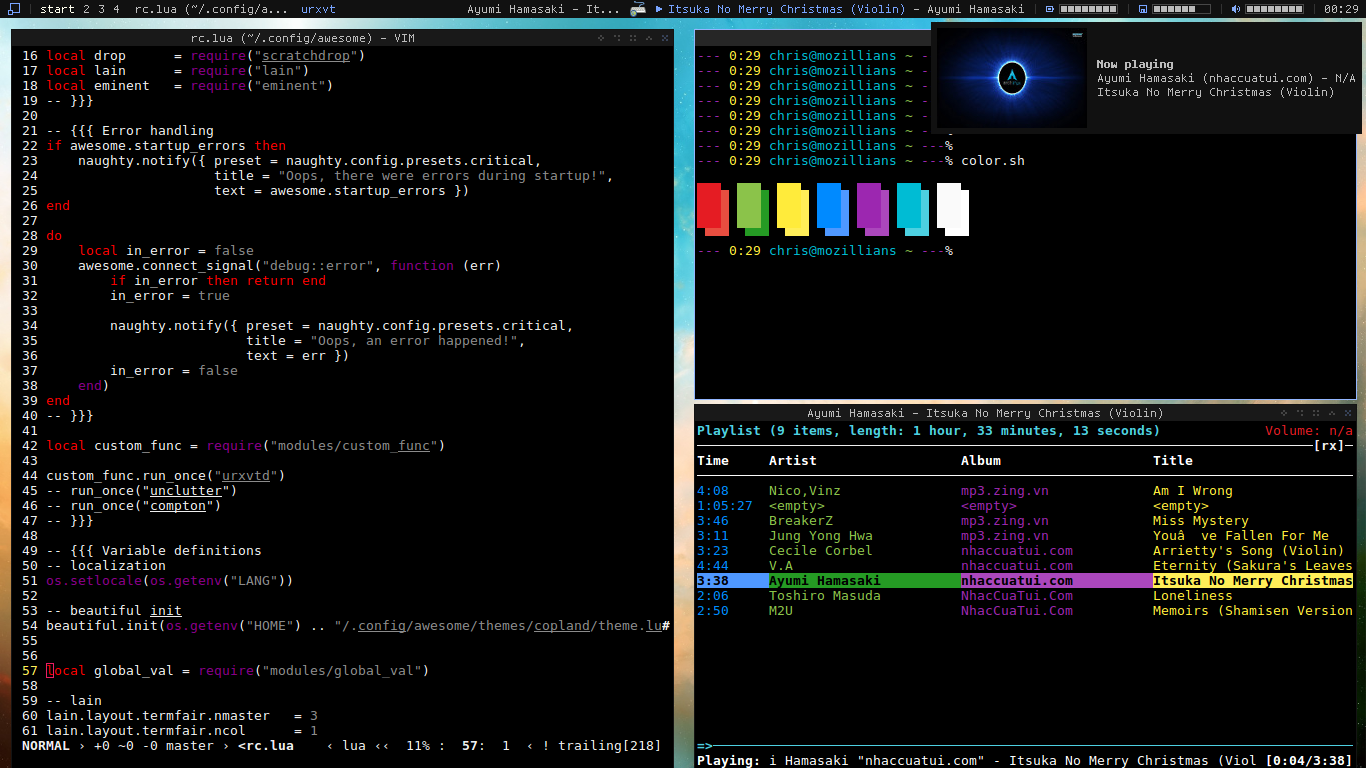 start 2 3 4 rc.lua (~/.config/a... urxvt Ayumi Hamasaki - It... Itsuka No Merry Christmas (Violin) - Ayumi Hamasaki 00:29
rc.lua (~/.config/awesome) - VIM
16 local drop      = require("scratchdrop")
17 local lain      = require("lain")
18 local eminent   = require("eminent")
19 -- }}}
20
21 -- {{{ Error handling
22 if awesome.startup_errors then
23     naughty.notify({ preset = naughty.config.presets.critical,
24                      title = "Oops, there were errors during startup!",
25                      text = awesome.startup_errors })
26 end
27
28 do
29     local in_error = false
30     awesome.connect_signal("debug::error", function (err)
31         if in_error then return end
32         in_error = true
33
34         naughty.notify({ preset = naughty.config.presets.critical,
35                          title = "Oops, an error happened!",
36                          text = err })
37         in_error = false
38     end)
39 end
40 -- }}}
41
42 local custom_func = require("modules/custom_func")
43
44 custom_func.run_once("urxvtd")
45 -- run_once("unclutter")
46 -- run_once("compton")
47 -- }}}
48
49 -- {{{ Variable definitions
50 -- localization
51 os.setlocale(os.getenv("LANG"))
52
53 -- beautiful init
54 beautiful.init(os.getenv("HOME") .. "/.config/awesome/themes/copland/theme.lu#
55
56
57 local global_val = require("modules/global_val")
58
59 -- lain
60 lain.layout.termfair.nmaster   = 3
61 lain.layout.termfair.ncol      = 1
NORMAL › +0 ~0 -0 master › <rc.lua    ‹ lua ‹‹  11% :  57:  1  ‹ ! trailing[218]
--- 0:29 chris@mozillians ~ -
--- 0:29 chris@mozillians ~ -
--- 0:29 chris@mozillians ~ -
--- 0:29 chris@mozillians ~ -
--- 0:29 chris@mozillians ~ -
--- 0:29 chris@mozillians ~ -
--- 0:29 chris@mozillians ~ ---%
--- 0:29 chris@mozillians ~ ---% color.sh
--- 0:29 chris@mozillians ~ ---%
Now playing
Ayumi Hamasaki (nhaccuatui.com) - N/A
Itsuka No Merry Christmas (Violin)
Ayumi Hamasaki - Itsuka No Merry Christmas (Violin)
Playlist (9 items, length: 1 hour, 33 minutes, 13 seconds) Volume: n/a
[rx]
Time Artist Album Title
4:08 Nico,Vinz mp3.zing.vn Am I Wrong
1:05:27 <empty> <empty> <empty>
3:46 BreakerZ mp3.zing.vn Miss Mystery
3:11 Jung Yong Hwa mp3.zing.vn Youâ  ve Fallen For Me
3:23 Cecile Corbel nhaccuatui.com Arrietty's Song (Violin)
4:44 V.A nhaccuatui.com Eternity (Sakura's Leaves
3:38 Ayumi Hamasaki nhaccuatui.com Itsuka No Merry Christmas
2:06 Toshiro Masuda NhacCuaTui.Com Loneliness
2:50 M2U NhacCuaTui.Com Memoirs (Shamisen Version
=>
Playing: i Hamasaki "nhaccuatui.com" - Itsuka No Merry Christmas (Viol [0:04/3:38]